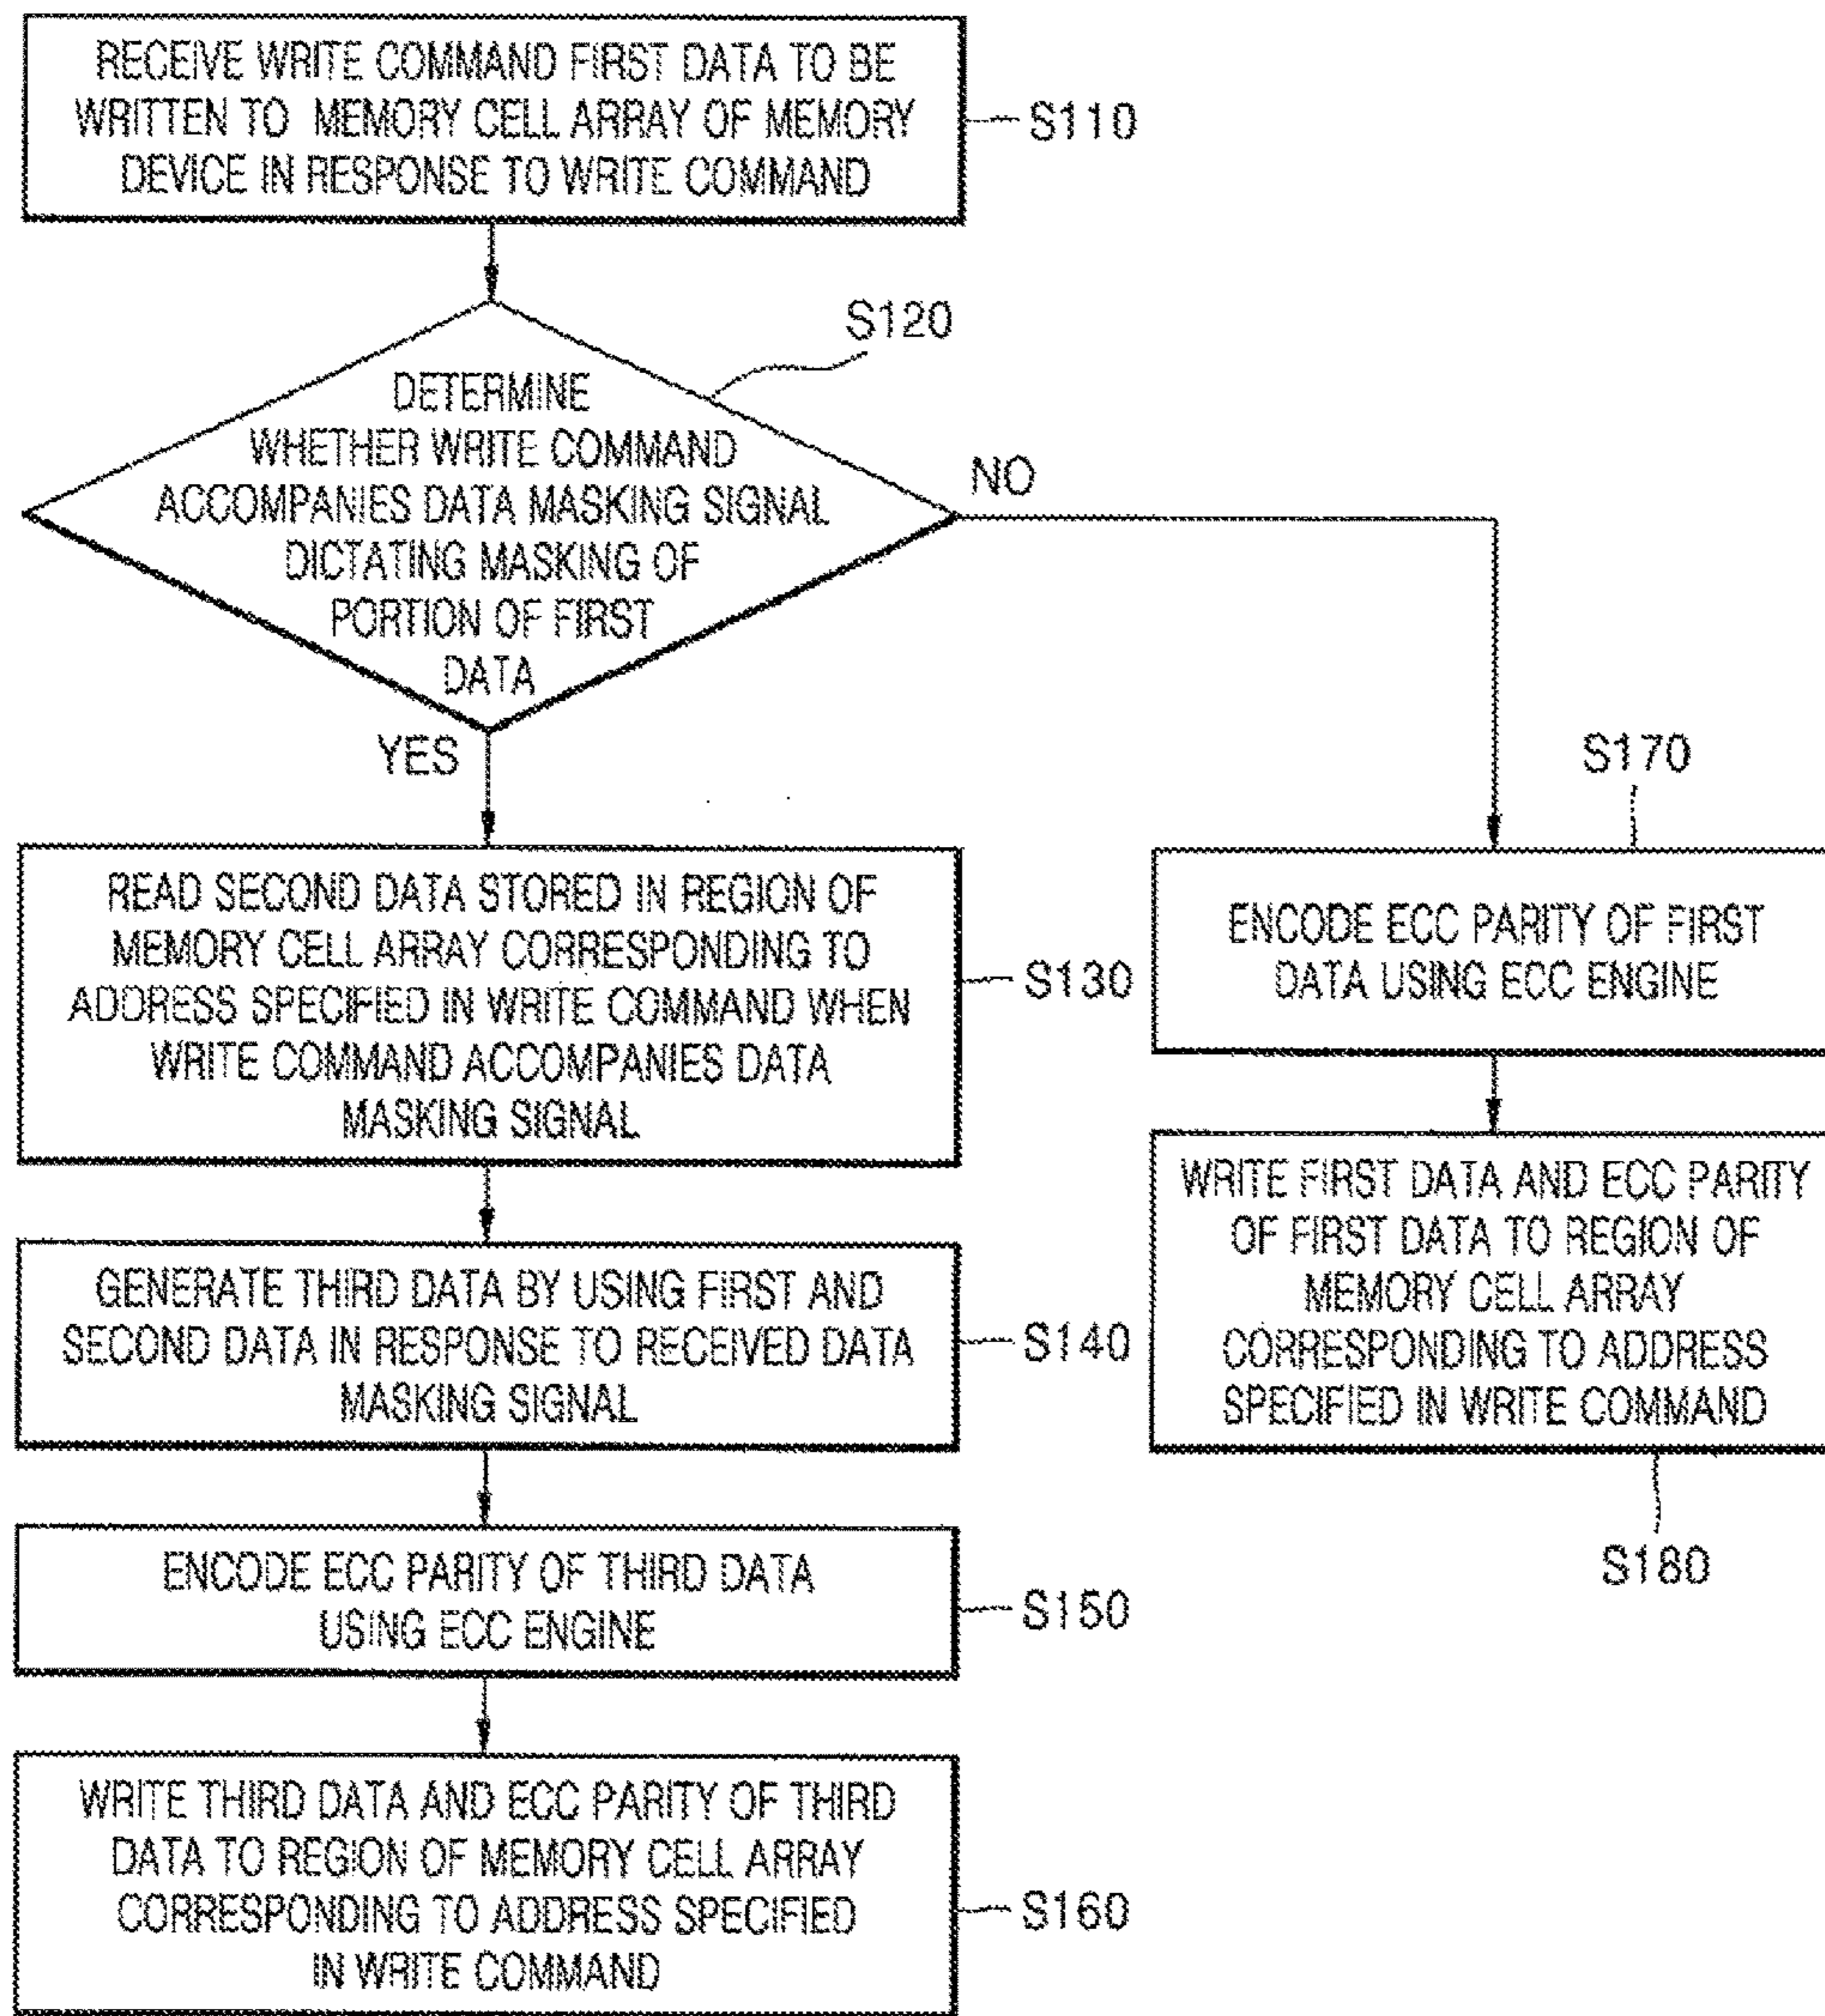 RECEIVE WRITE COMMAND FIRST DATA TO BE
WRITTEN TO MEMORY CELL ARRAY OF MEMORY
DEVICE IN RESPONSE TO WRITE COMMAND
S110
S120
DETERMINE
WHETHER WRITE COMMAND
ACCOMPANIES DATA MASKING SIGNAL
DICTATING MASKING OF
PORTION OF FIRST
DATA
NO
YES
READ SECOND DATA STORED IN REGION OF
MEMORY CELL ARRAY CORRESPONDING TO
ADDRESS SPECIFIED IN WRITE COMMAND WHEN
WRITE COMMAND ACCOMPANIES DATA
MASKING SIGNAL
S130
GENERATE THIRD DATA BY USING FIRST AND
SECOND DATA IN RESPONSE TO RECEIVED DATA
MASKING SIGNAL
S140
ENCODE ECC PARITY OF THIRD DATA
USING ECC ENGINE
S150
WRITE THIRD DATA AND ECC PARITY OF THIRD
DATA TO REGION OF MEMORY CELL ARRAY
CORRESPONDING TO ADDRESS SPECIFIED
IN WRITE COMMAND
S160
S170
ENCODE ECC PARITY OF FIRST
DATA USING ECC ENGINE
WRITE FIRST DATA AND ECC PARITY
OF FIRST DATA TO REGION OF
MEMORY CELL ARRAY
CORRESPONDING TO ADDRESS
SPECIFIED IN WRITE COMMAND
S180